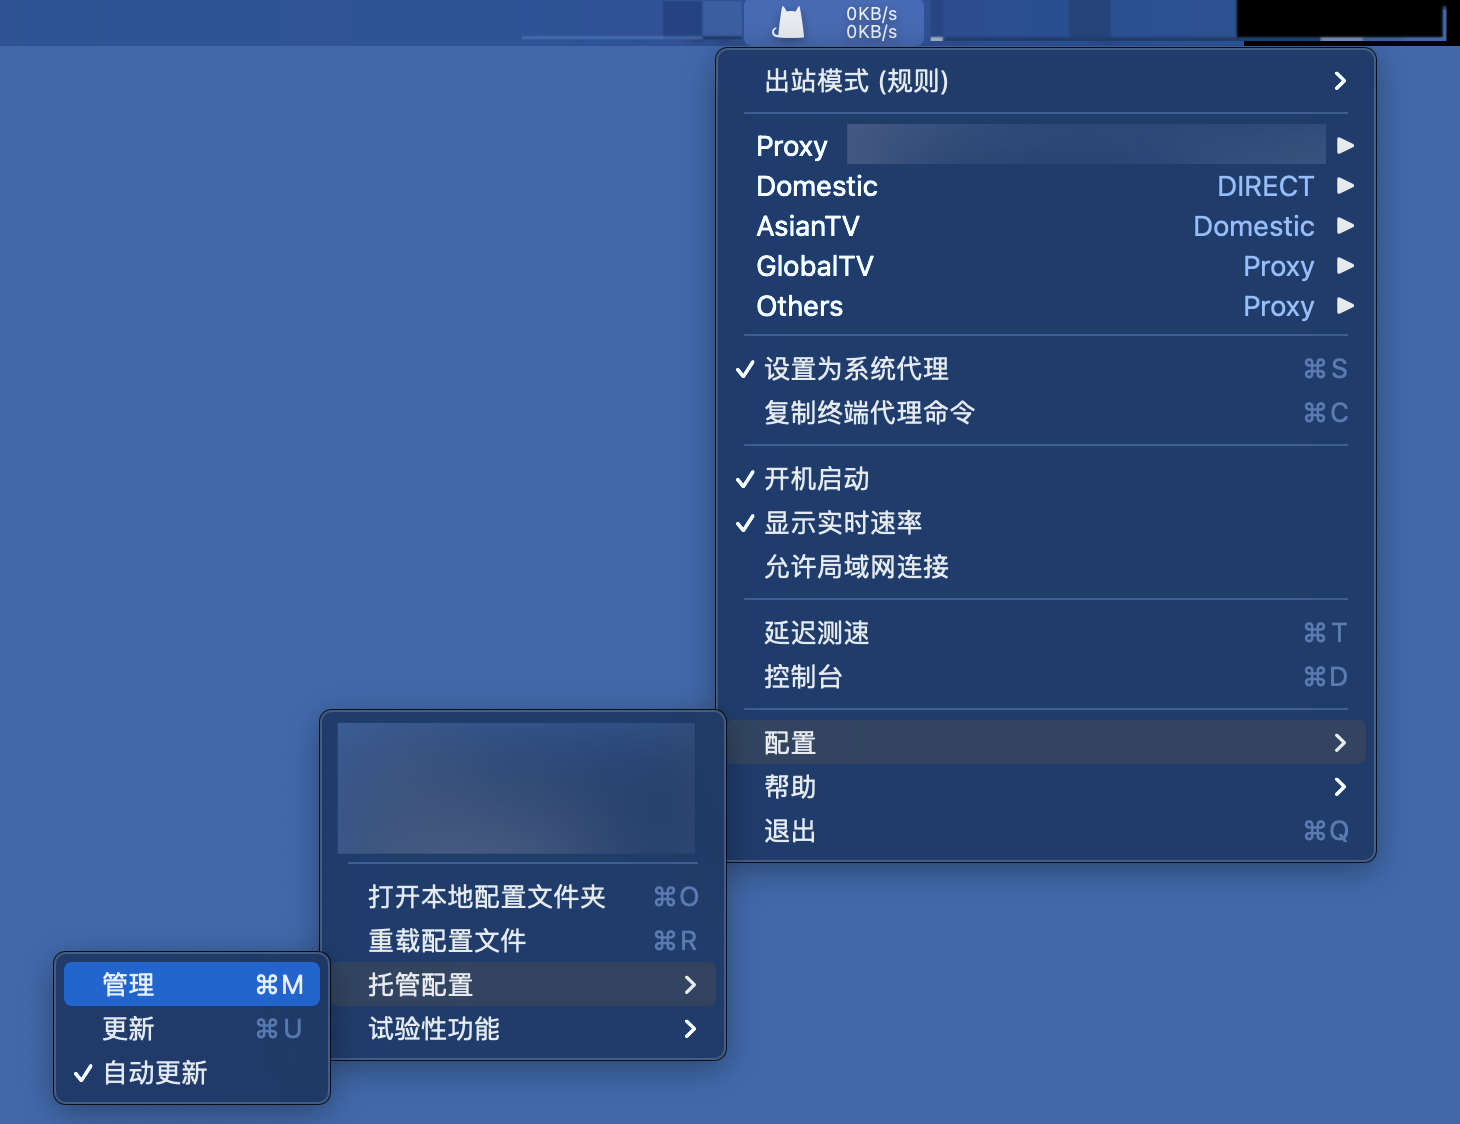 0KB/s
0KB/s
出站模式 (规则)
Proxy
Domestic DIRECT
AsianTV Domestic
GlobalTV Proxy
Others Proxy
设置为系统代理 ⌘S
复制终端代理命令 ⌘C
开机启动
显示实时速率
允许局域网连接
延迟测速 ⌘T
控制台 ⌘D
配置
帮助
退出 ⌘Q
打开本地配置文件夹 ⌘O
重载配置文件 ⌘R
托管配置
试验性功能
管理 ⌘M
更新 ⌘U
自动更新